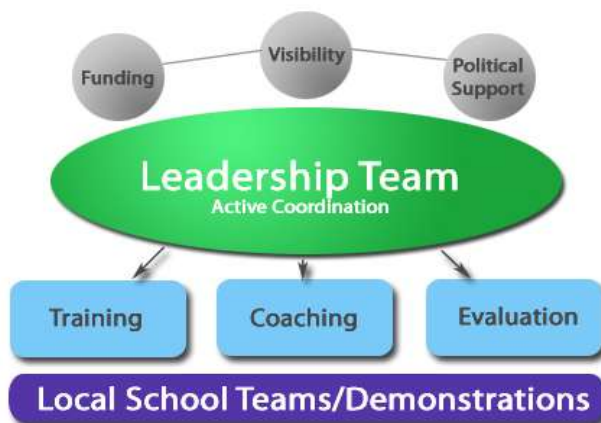 Funding
Visibility
Political
Support
Leadership Team
Active Coordination
Training
Coaching
Evaluation
Local School Teams/Demonstrations